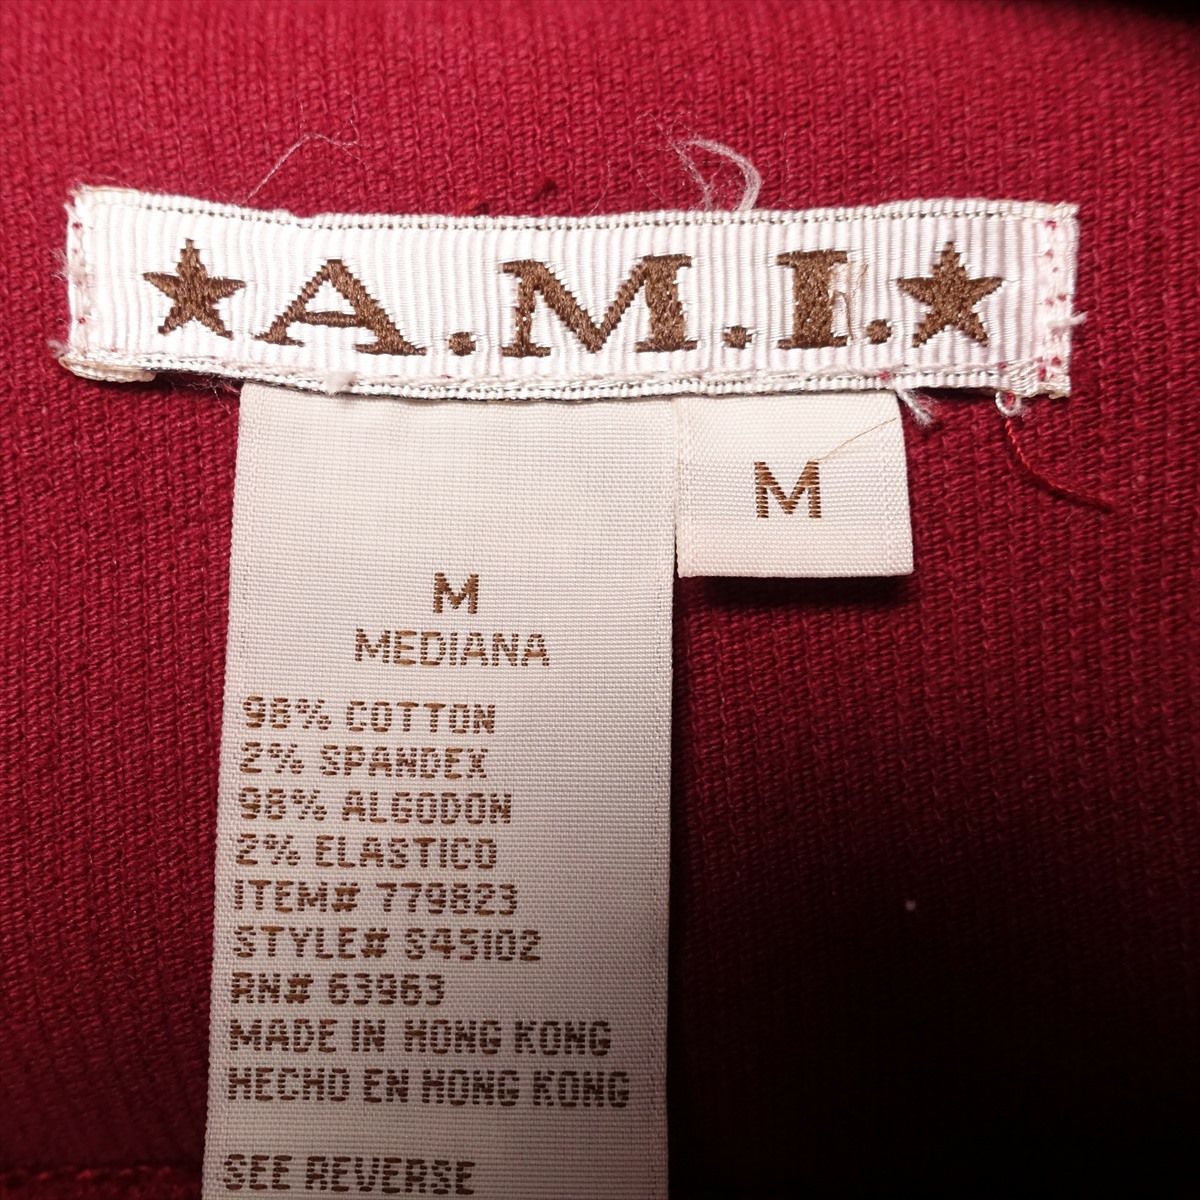 ★A.M.I.★
M
M
MEDIANA
98% COTTON
2% SPANDEX
98% ALGODON
2% ELASTICO
ITEM# 779823
STYLE# S45102
RN# 63963
MADE IN HONG KONG
HECHO EN HONG KONG
SEE REVERSE